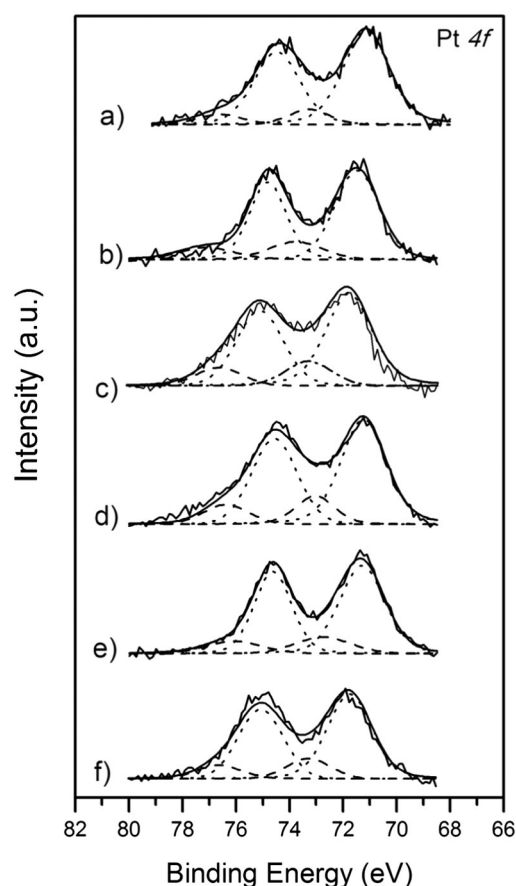 Pt 4f
a)
b)
c)
d)
e)
f)
Intensity (a.u.)
82 80 78 76 74 72 70 68 66
Binding Energy (eV)